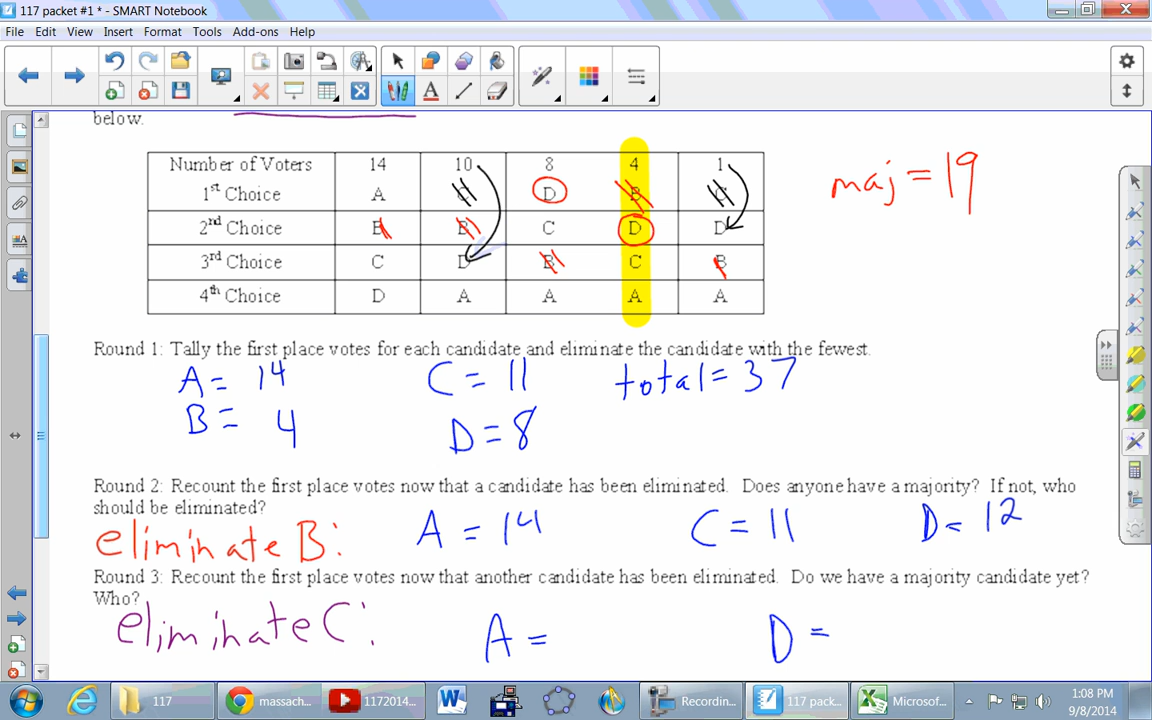 117 packet #1 * - SMART Notebook
File Edit View Insert Format Tools Add-ons Help
below.
Number of Voters 14 10 8 4 1
1st Choice A C D B C
2nd Choice B B C D D
3rd Choice C D B C B
4th Choice D A A A A
maj = 19
Round 1: Tally the first place votes for each candidate and eliminate the candidate with the fewest.
A = 14 C = 11 total = 37
B = 4 D = 8
Round 2: Recount the first place votes now that a candidate has been eliminated. Does anyone have a majority? If not, who
should be eliminated?
eliminate B: A = 14 C = 11 D = 12
Round 3: Recount the first place votes now that another candidate has been eliminated. Do we have a majority candidate yet?
Who?
eliminate C: A = D =
117 massach... 1172014... Recordin... 117 pack... Microsof...
1:08 PM
9/8/2014